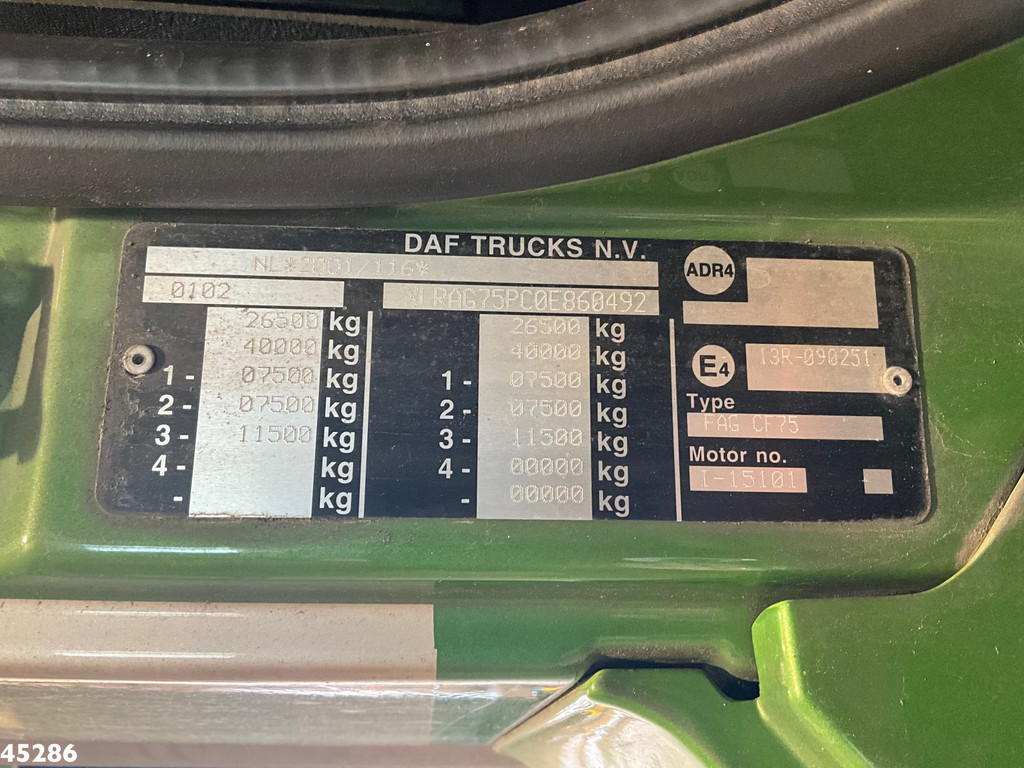 DAF TRUCKS N.V.
NL*2001/116*
0102
XLRAG75PC0E860492
26500 kg
40000 kg
1 - 07500 kg
2 - 07500 kg
3 - 11500 kg
4 - kg
- kg
26500 kg
40000 kg
1 - 07500 kg
2 - 07500 kg
3 - 11500 kg
4 - 00000 kg
- 00000 kg
ADR4
E4 I3R-090251
Type
FAG CF75
Motor no.
I-15101
45286